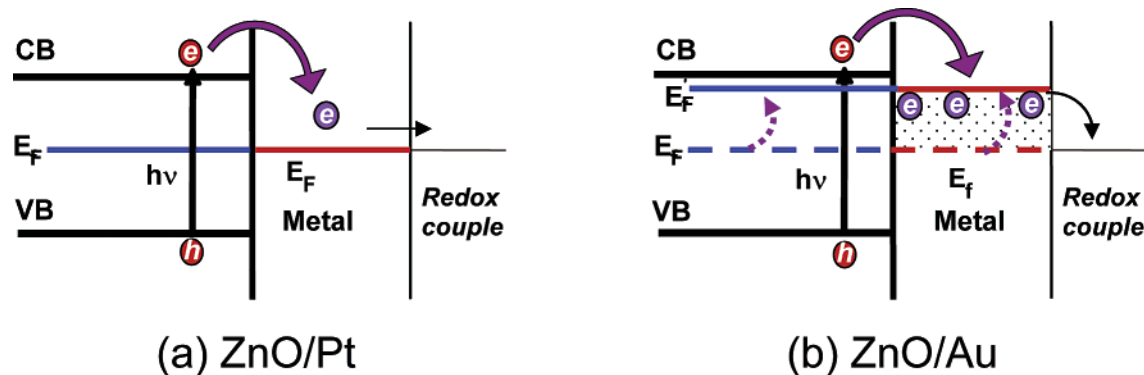 CB
e
e
E_F
hν
E_F
VB
Metal
Redox
couple
h
(a) ZnO/Pt
CB
e
E_F'
e e e
E_F
hν
E_f
VB
Metal
Redox
couple
h
(b) ZnO/Au